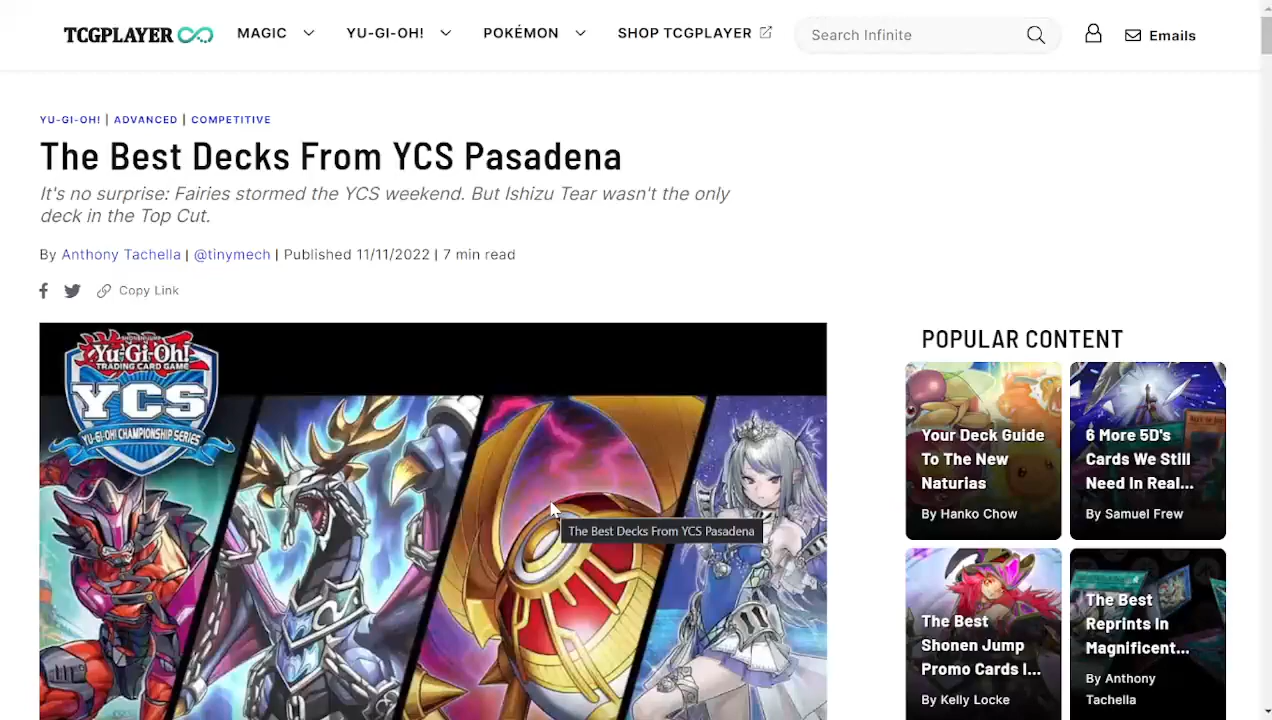 TCGPLAYER
MAGIC
YU-GI-OH!
POKÉMON
SHOP TCGPLAYER
Search Infinite
Emails
YU-GI-OH! | ADVANCED | COMPETITIVE
The Best Decks From YCS Pasadena
It's no surprise: Fairies stormed the YCS weekend. But Ishizu Tear wasn't the only
deck in the Top Cut.
By Anthony Tachella | @tinymech | Published 11/11/2022 | 7 min read
Copy Link
Yu-Gi-Oh!
TRADING CARD GAME
YCS
YU-GI-OH! CHAMPIONSHIP SERIES
The Best Decks From YCS Pasadena
POPULAR CONTENT
Your Deck Guide
To The New
Naturias
By Hanko Chow
6 More 5D's
Cards We Still
Need In Real...
By Samuel Frew
The Best
Shonen Jump
Promo Cards I...
By Kelly Locke
The Best
Reprints In
Magnificent...
By Anthony
Tachella